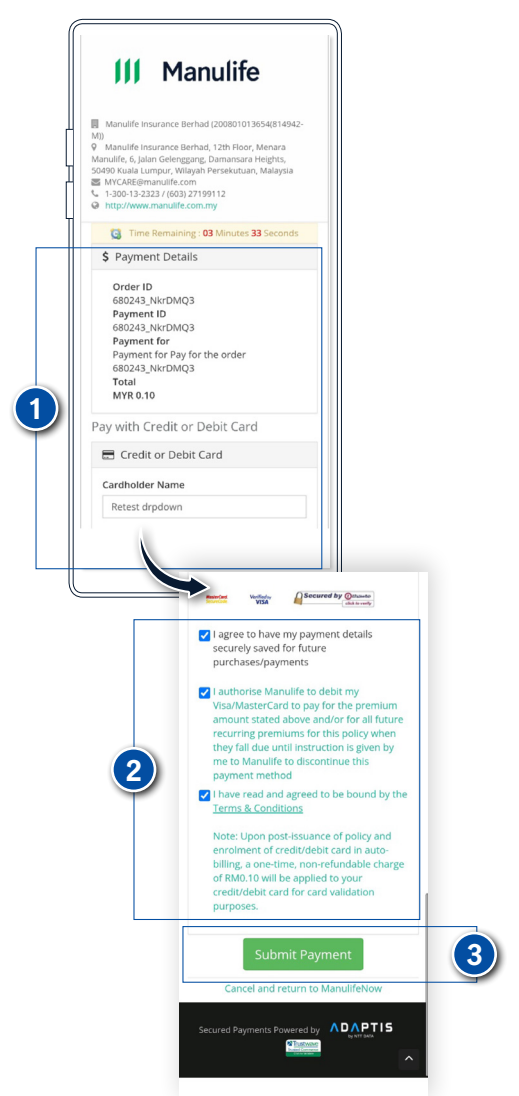 Manulife
Manulife Insurance Berhad (200801013654(814942-
M))
Manulife Insurance Berhad, 12th Floor, Menara
Manulife, 6, Jalan Gelenggang, Damansara Heights,
50490 Kuala Lumpur, Wilayah Persekutuan, Malaysia
MYCARE@manulife.com
1-300-13-2323 / (603) 27199112
http://www.manulife.com.my
Time Remaining : 03 Minutes 33 Seconds
$ Payment Details
Order ID
680243_NkrDMQ3
Payment ID
680243_NkrDMQ3
Payment for
Payment for Pay for the order
680243_NkrDMQ3
Total
MYR 0.10
1
Pay with Credit or Debit Card
Credit or Debit Card
Cardholder Name
Retest drpdown
MasterCard
Verified by
VISA
Secured by
click to verify
I agree to have my payment details
securely saved for future
purchases/payments
I authorise Manulife to debit my
Visa/MasterCard to pay for the premium
amount stated above and/or for all future
recurring premiums for this policy when
they fall due until instruction is given by
me to Manulife to discontinue this
payment method
2
I have read and agreed to be bound by the
Terms & Conditions
Note: Upon post-issuance of policy and
enrolment of credit/debit card in auto-
billing, a one-time, non-refundable charge
of RM0.10 will be applied to your
credit/debit card for card validation
purposes.
Submit Payment
3
Cancel and return to ManulifeNow
Secured Payments Powered by ADAPTIS
by NTT DATA
Trustwave